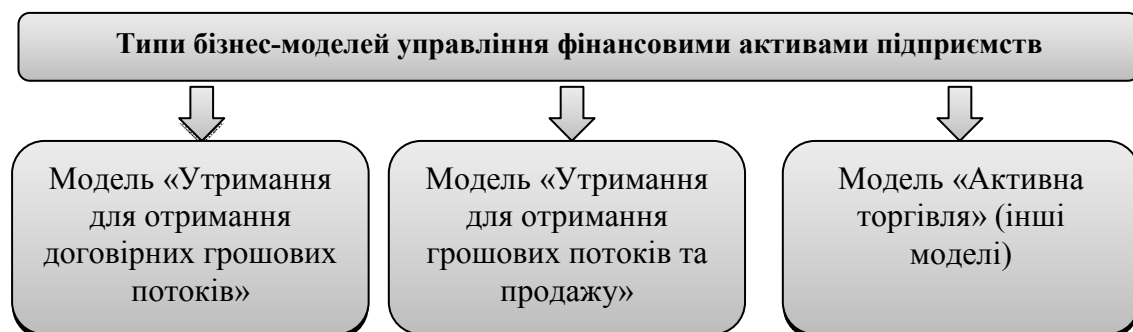 Типи бізнес-моделей управління фінансовими активами підприємств
Модель «Утримання
для отримання
договірних грошових
потоків»
Модель «Утримання
для отримання
грошових потоків та
продажу»
Модель «Активна
торгівля» (інші
моделі)